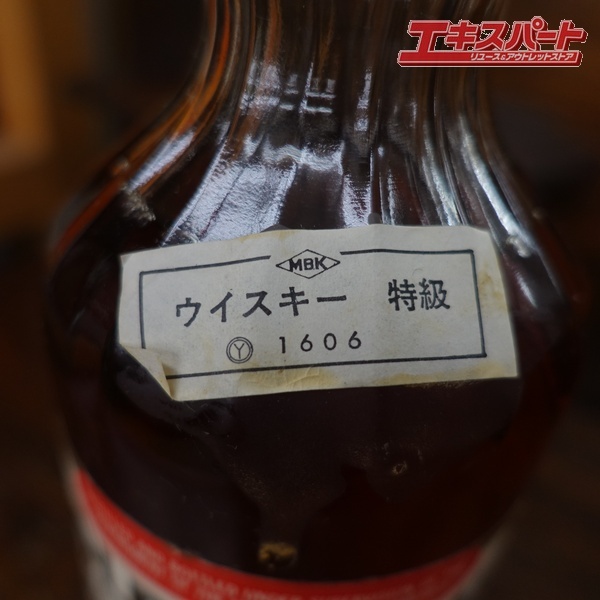 エキスパート
リユース&アウトレットストア
MBK
ウイスキー 特級
Ⓨ 1606